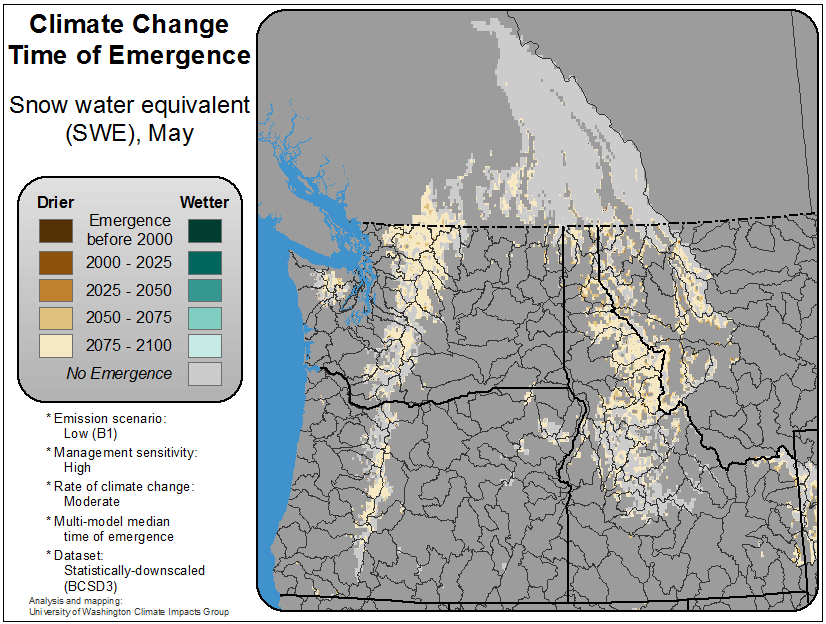 Climate Change
Time of Emergence
Snow water equivalent
(SWE), May
Drier
Wetter
Emergence
before 2000
2000 - 2025
2025 - 2050
2050 - 2075
2075 - 2100
No Emergence
* Emission scenario:
Low (B1)
* Management sensitivity:
High
* Rate of climate change:
Moderate
* Multi-model median
time of emergence
* Dataset:
Statistically-downscaled
(BCSD3)
Analysis and mapping:
University of Washington Climate Impacts Group